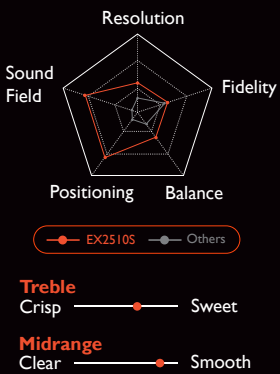 Resolution
Sound
Field
Fidelity
Positioning
Balance
EX2510S
Others
Treble
Crisp
Sweet
Midrange
Clear
Smooth